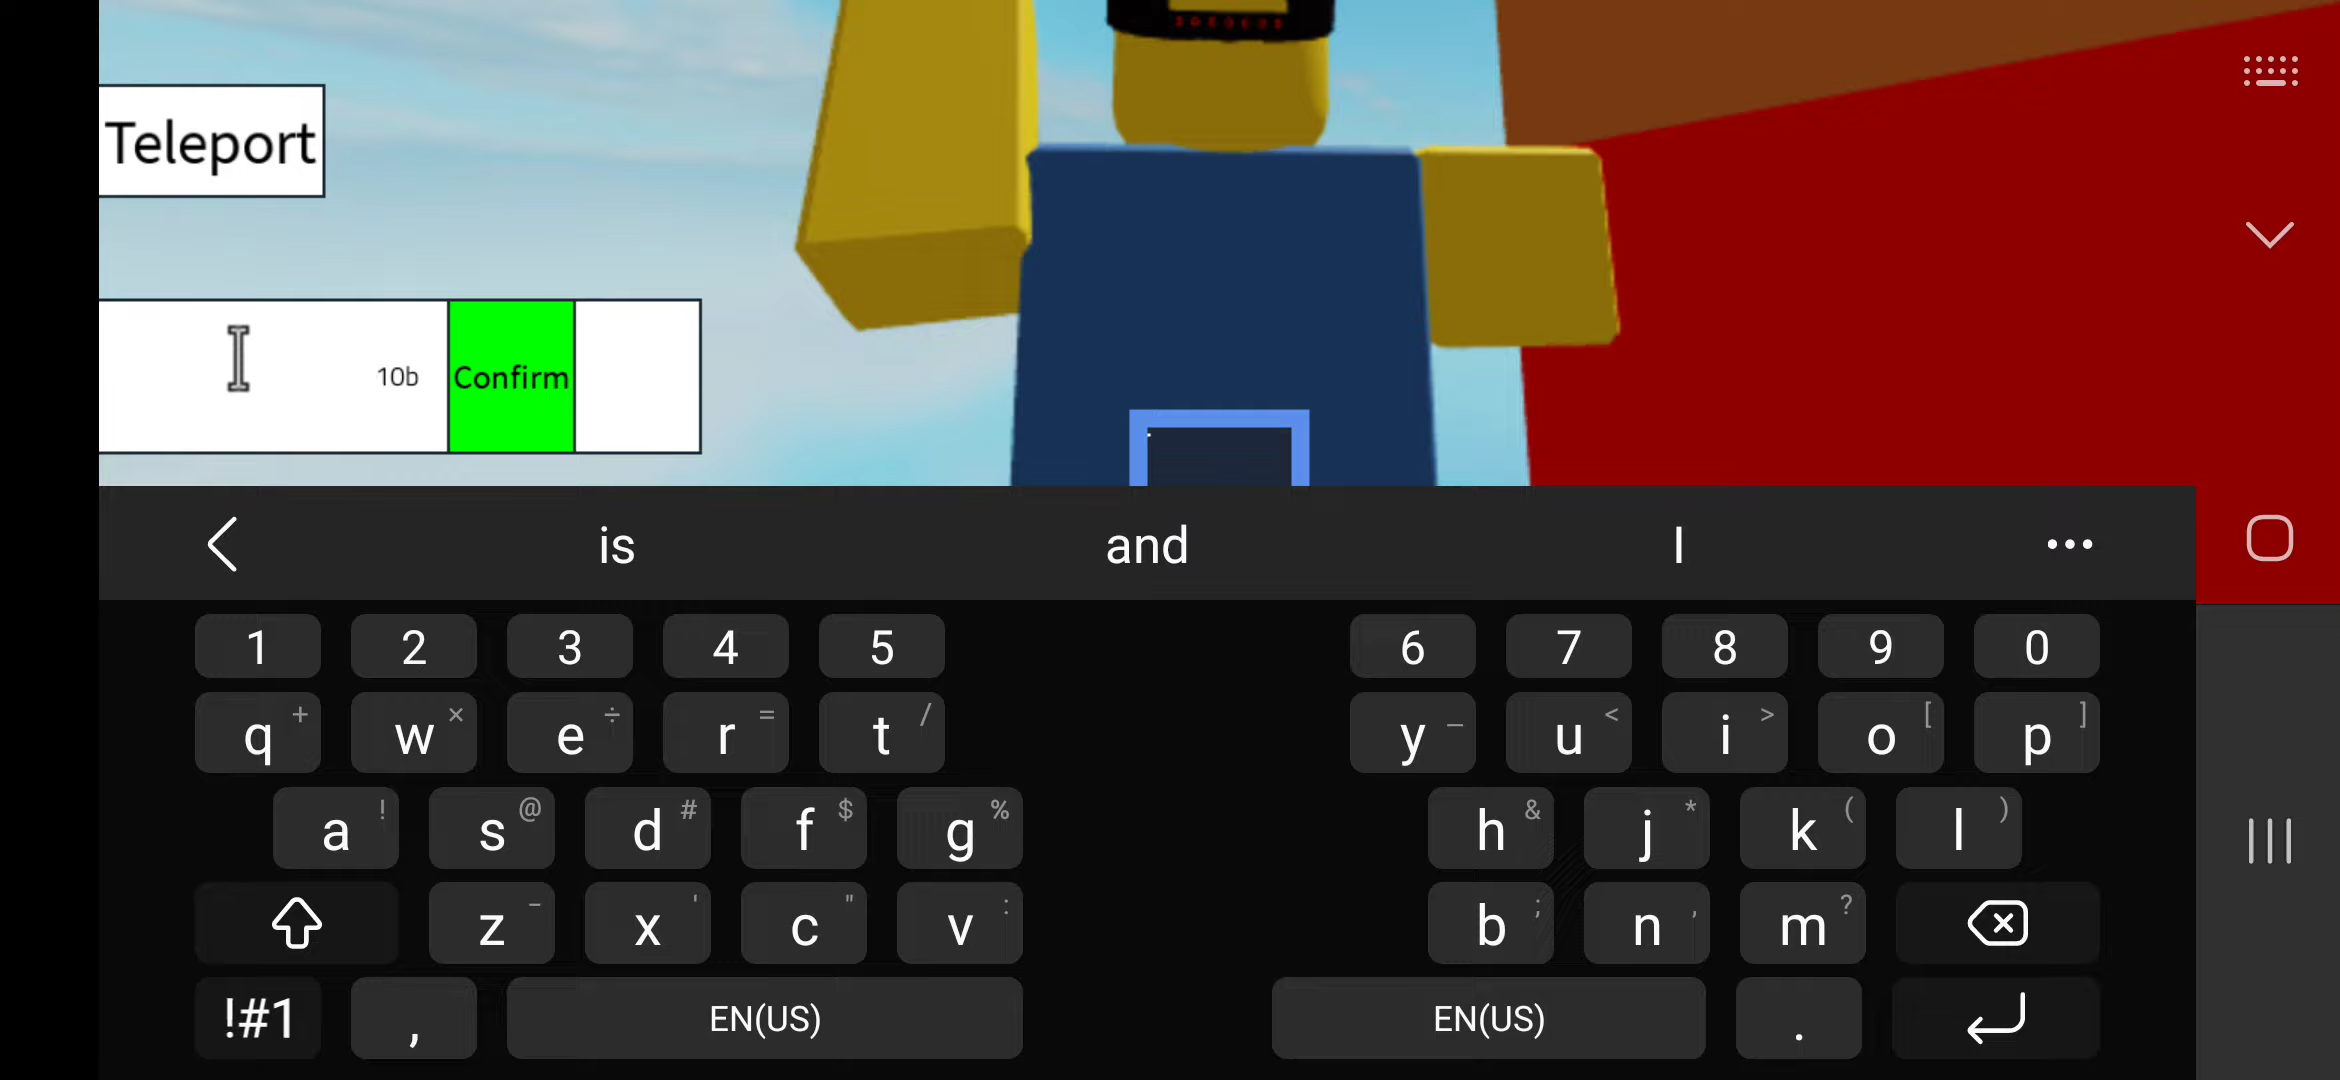 Teleport
10b Confirm
is and I
1 2 3 4 5 6 7 8 9 0
q + w × e ÷ r = t / y _ u < i > o [ p ]
a ! s @ d # f $ g % h & j * k ( l )
z - x ' c " v : b ; n , m ?
!#1 , EN(US) EN(US) .